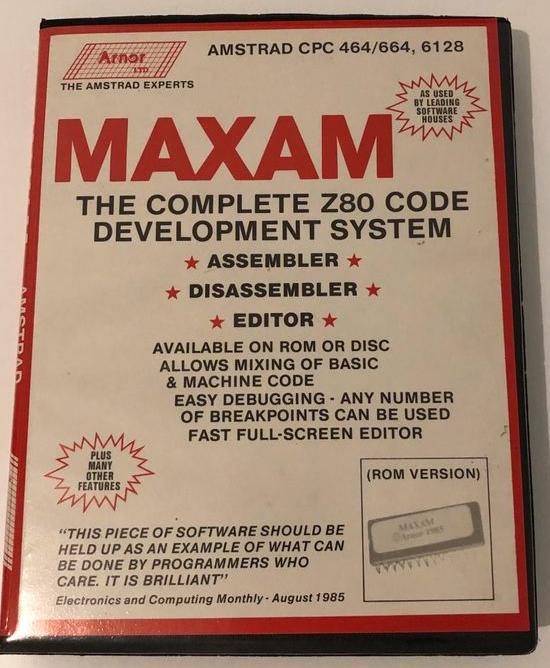 Arnor
LTD
THE AMSTRAD EXPERTS
AMSTRAD CPC 464/664, 6128
AS USED
BY LEADING
SOFTWARE
HOUSES
MAXAM
THE COMPLETE Z80 CODE
DEVELOPMENT SYSTEM
★ ASSEMBLER ★
★ DISASSEMBLER ★
★ EDITOR ★
AVAILABLE ON ROM OR DISC
ALLOWS MIXING OF BASIC
& MACHINE CODE
EASY DEBUGGING - ANY NUMBER
OF BREAKPOINTS CAN BE USED
FAST FULL-SCREEN EDITOR
PLUS
MANY
OTHER
FEATURES
(ROM VERSION)
MAXAM
©Arnor 1985
“THIS PIECE OF SOFTWARE SHOULD BE
HELD UP AS AN EXAMPLE OF WHAT CAN
BE DONE BY PROGRAMMERS WHO
CARE. IT IS BRILLIANT”
Electronics and Computing Monthly - August 1985
AMSTRAD